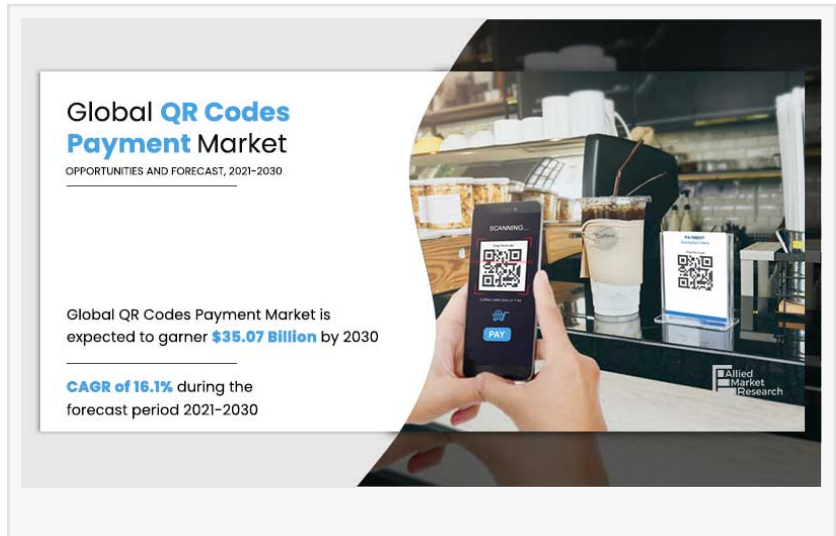 Global QR Codes
Payment Market
OPPORTUNITIES AND FORECAST, 2021-2030
Global QR Codes Payment Market is
expected to garner $35.07 Billion by 2030
CAGR of 16.1% during the
forecast period 2021-2030
SCANNING...
PAY
PAYMENT
Allied
Market
Research